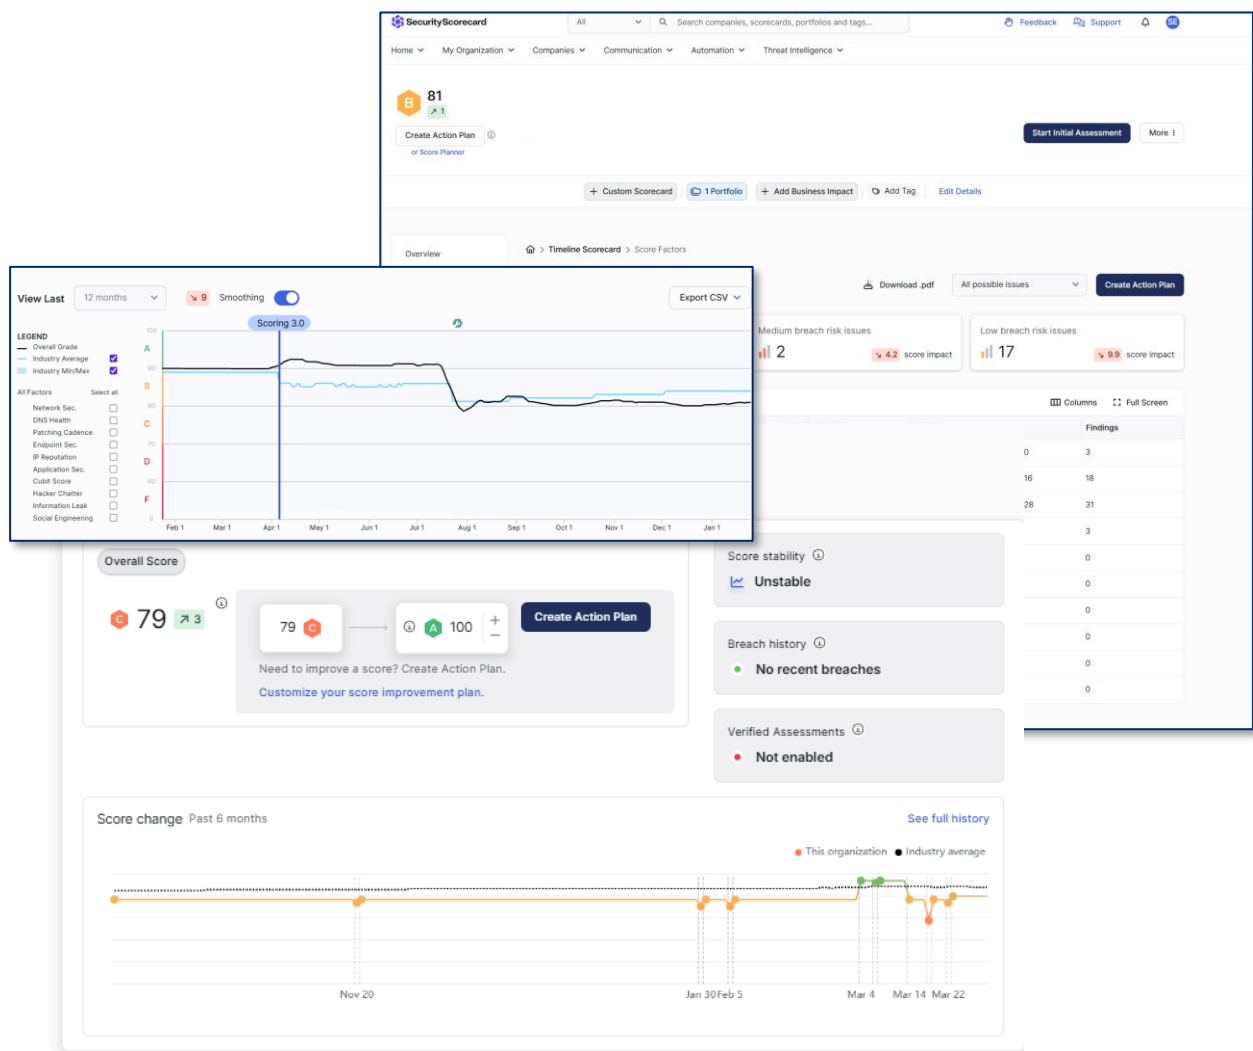 SecurityScorecard
All
Search companies, scorecards, portfolios and tags...
Feedback
Support
SE
Home
My Organization
Companies
Communication
Automation
Threat Intelligence
B
81
1
Create Action Plan
or Score Planner
Start Initial Assessment
More
+ Custom Scorecard
1 Portfolio
+ Add Business Impact
Add Tag
Edit Details
Overview
> Timeline Scorecard > Score Factors
Download .pdf
All possible issues
Create Action Plan
Medium breach risk issues
2
4.2 score impact
Low breach risk issues
17
9.9 score impact
Columns
Full Screen
Findings
0 3
16 18
28 31
3
0
0
0
0
0
0
View Last
12 months
9
Smoothing
Export CSV
Scoring 3.0
LEGEND
Overall Grade
Industry Average
Industry Min/Max
All Factors
Select all
Network Sec.
DNS Health
Patching Cadence
Endpoint Sec.
IP Reputation
Application Sec.
Cubit Score
Hacker Chatter
Information Leak
Social Engineering
100
A
90
B
80
C
70
D
60
F
0
Feb 1 Mar 1 Apr 1 May 1 Jun 1 Jul 1 Aug 1 Sep 1 Oct 1 Nov 1 Dec 1 Jan 1
Overall Score
C 79 3
79 C
A 100
+
−
Create Action Plan
Need to improve a score? Create Action Plan.
Customize your score improvement plan.
Score stability
Unstable
Breach history
No recent breaches
Verified Assessments
Not enabled
Score change Past 6 months
See full history
This organization
Industry average
Nov 20 Jan 30 Feb 5 Mar 4 Mar 14 Mar 22